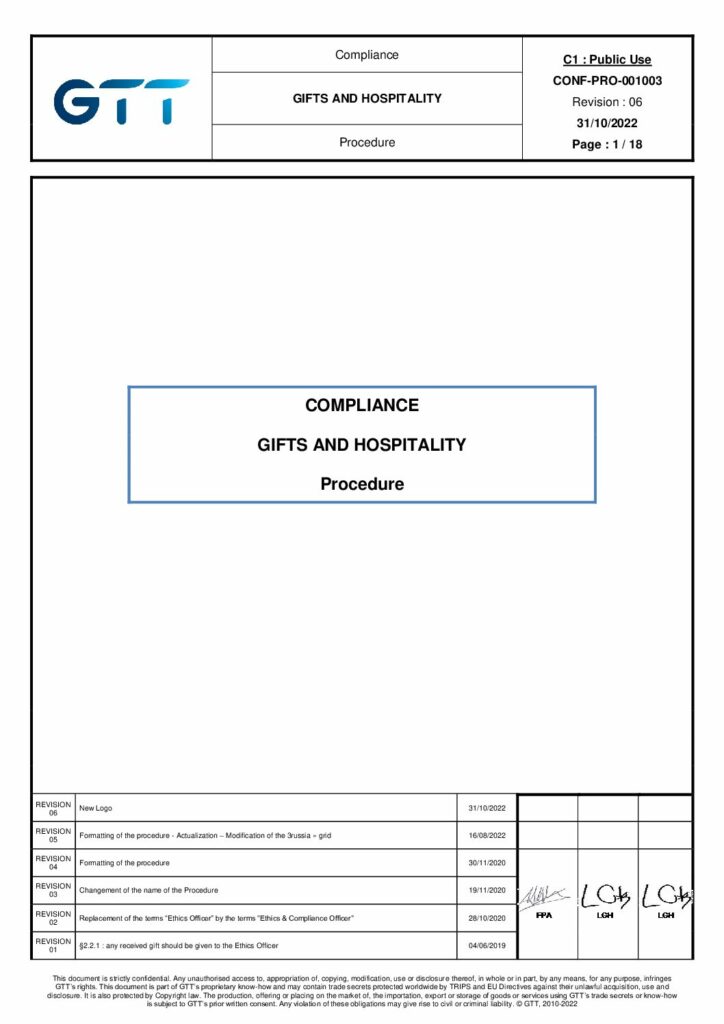 GTT
Compliance
GIFTS AND HOSPITALITY
Procedure
C1 : Public Use
CONF-PRO-001003
Revision : 06
31/10/2022
Page : 1 / 18
COMPLIANCE
GIFTS AND HOSPITALITY
Procedure
REVISION 06 New Logo 31/10/2022
REVISION 05 Formatting of the procedure - Actualization – Modification of the 3russia « grid 16/08/2022
REVISION 04 Formatting of the procedure 30/11/2020
REVISION 03 Changement of the name of the Procedure 19/11/2020
REVISION 02 Replacement of the terms "Ethics Officer" by the terms "Ethics & Compliance Officer" 28/10/2020
REVISION 01 §2.2.1 : any received gift should be given to the Ethics Officer 04/06/2019
LGH LGH
FPA LGH LGH
This document is strictly confidential. Any unauthorised access to, appropriation of, copying, modification, use or disclosure thereof, in whole or in part, by any means, for any purpose, infringes
GTT's rights. This document is part of GTT's proprietary know-how and may contain trade secrets protected worldwide by TRIPS and EU Directives against their unlawful acquisition, use and
disclosure. It is also protected by Copyright law. The production, offering or placing on the market of, the importation, export or storage of goods or services using GTT's trade secrets or know-how
is subject to GTT's prior written consent. Any violation of these obligations may give rise to civil or criminal liability. © GTT, 2010-2022